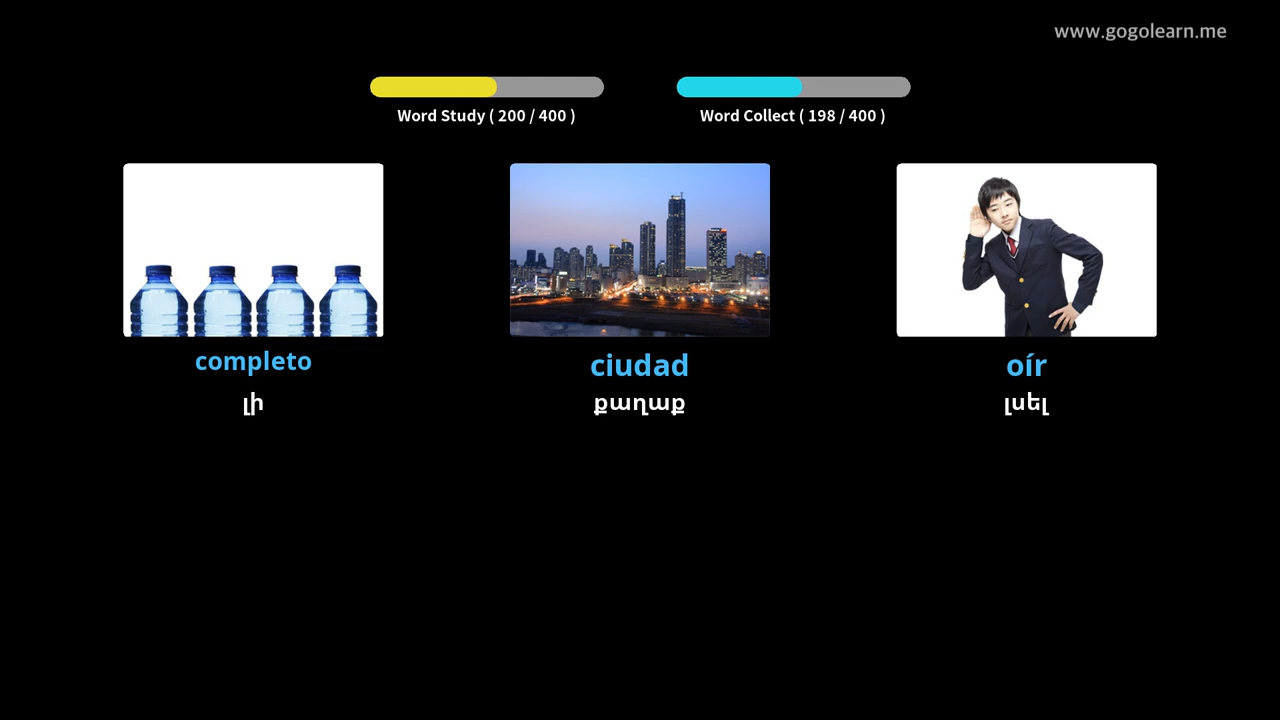 www.gogolearn.me
Word Study ( 200 / 400 )
Word Collect ( 198 / 400 )
completo
ciudad
oír
լի
քաղաք
լսել